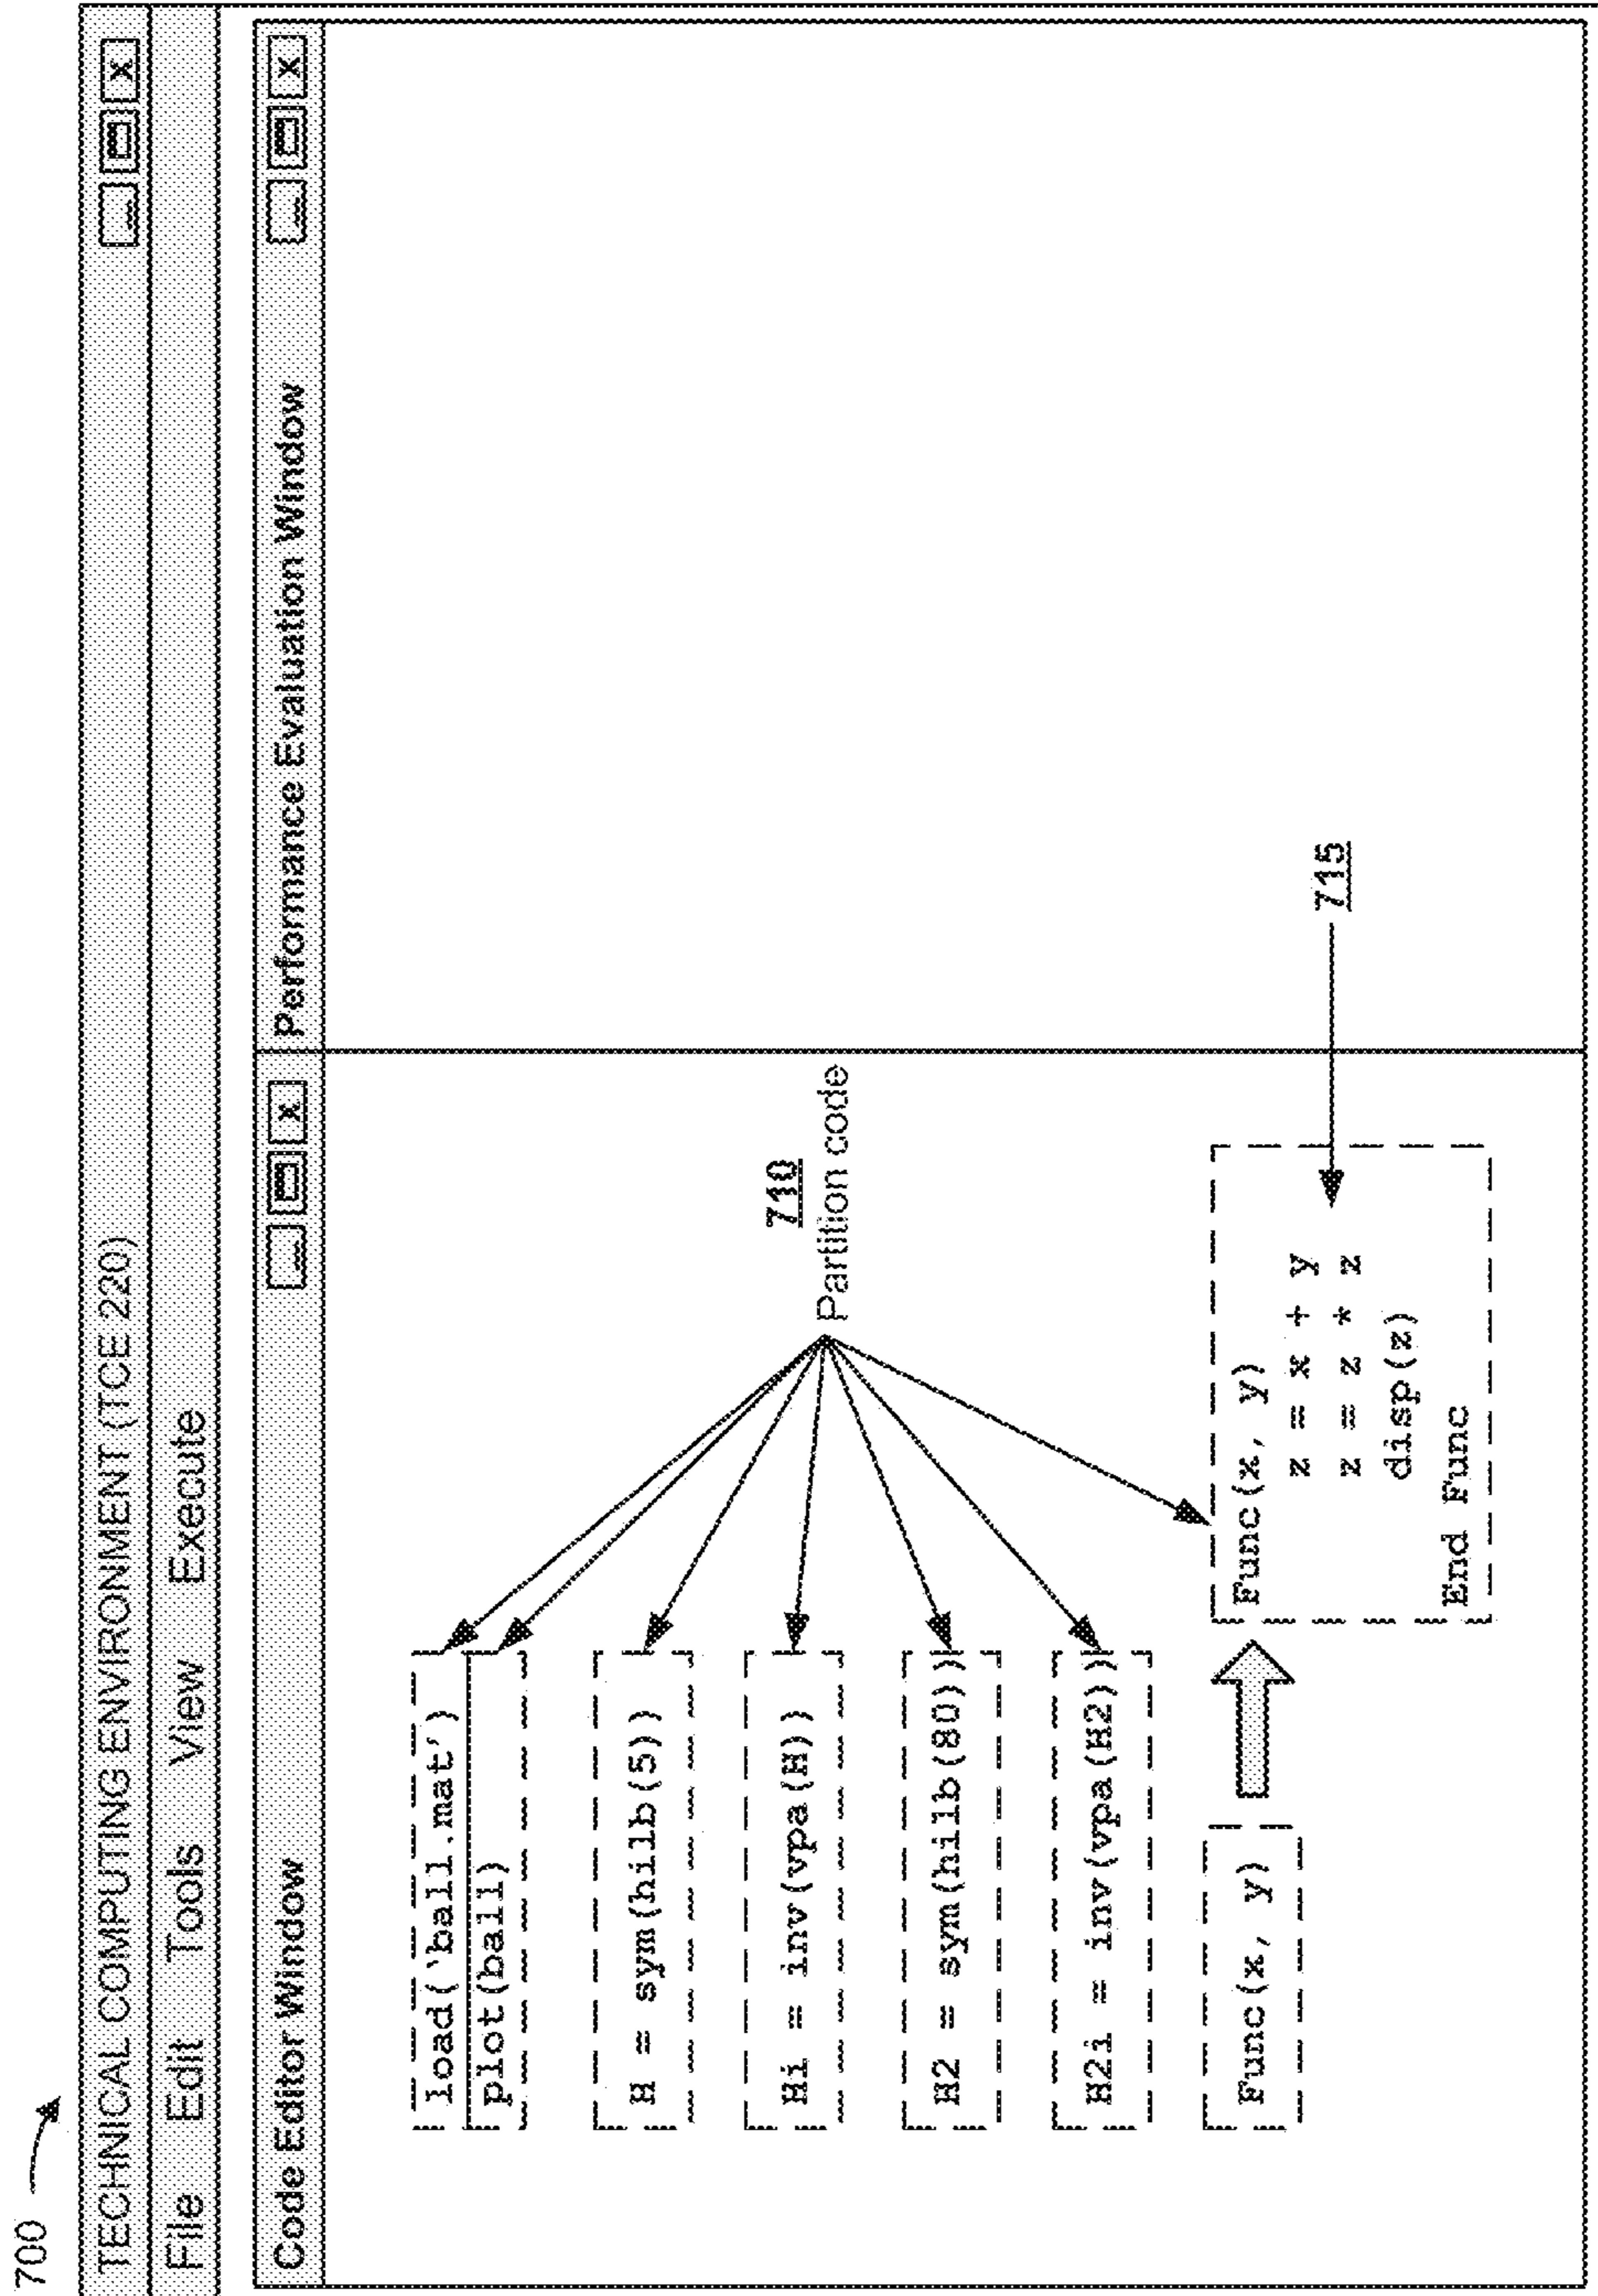 700
TECHNICAL COMPUTING ENVIRONMENT (TCE 220)
File Edit Tools View Execute
Code Editor Window
Performance Evaluation Window
load('ball.mat')
plot(ball)
H = sym(hilb(5))
Hi = inv(vpa(H))
H2 = sym(hilb(80))
H2i = inv(vpa(H2))
Func(x, y)
710
Partition code
Func(x, y)
z = x + y
z = z * z
disp(z)
End Func
715